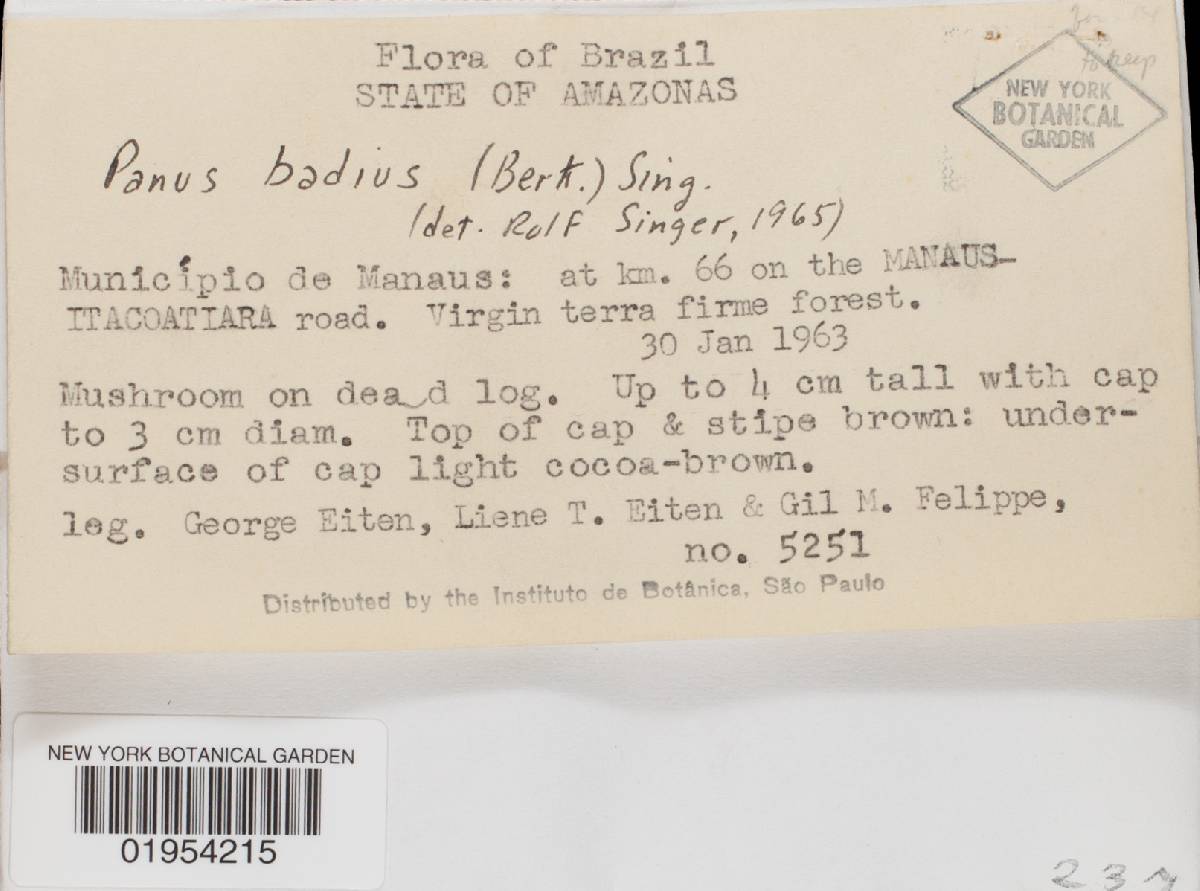 Flora of Brazil
STATE OF AMAZONAS
NEW YORK
BOTANICAL
GARDEN
Panus badius (Berk.) Sing.
(det. Rolf Singer, 1965)
Município de Manaus: at km. 66 on the MANAUS-
ITACOATIARA road. Virgin terra firme forest.
30 Jan 1963
Mushroom on dead log. Up to 4 cm tall with cap
to 3 cm diam. Top of cap & stipe brown: under-
surface of cap light cocoa-brown.
leg. George Eiten, Liene T. Eiten & Gil M. Felippe,
no. 5251
Distributed by the Instituto de Botânica, São Paulo
NEW YORK BOTANICAL GARDEN
01954215